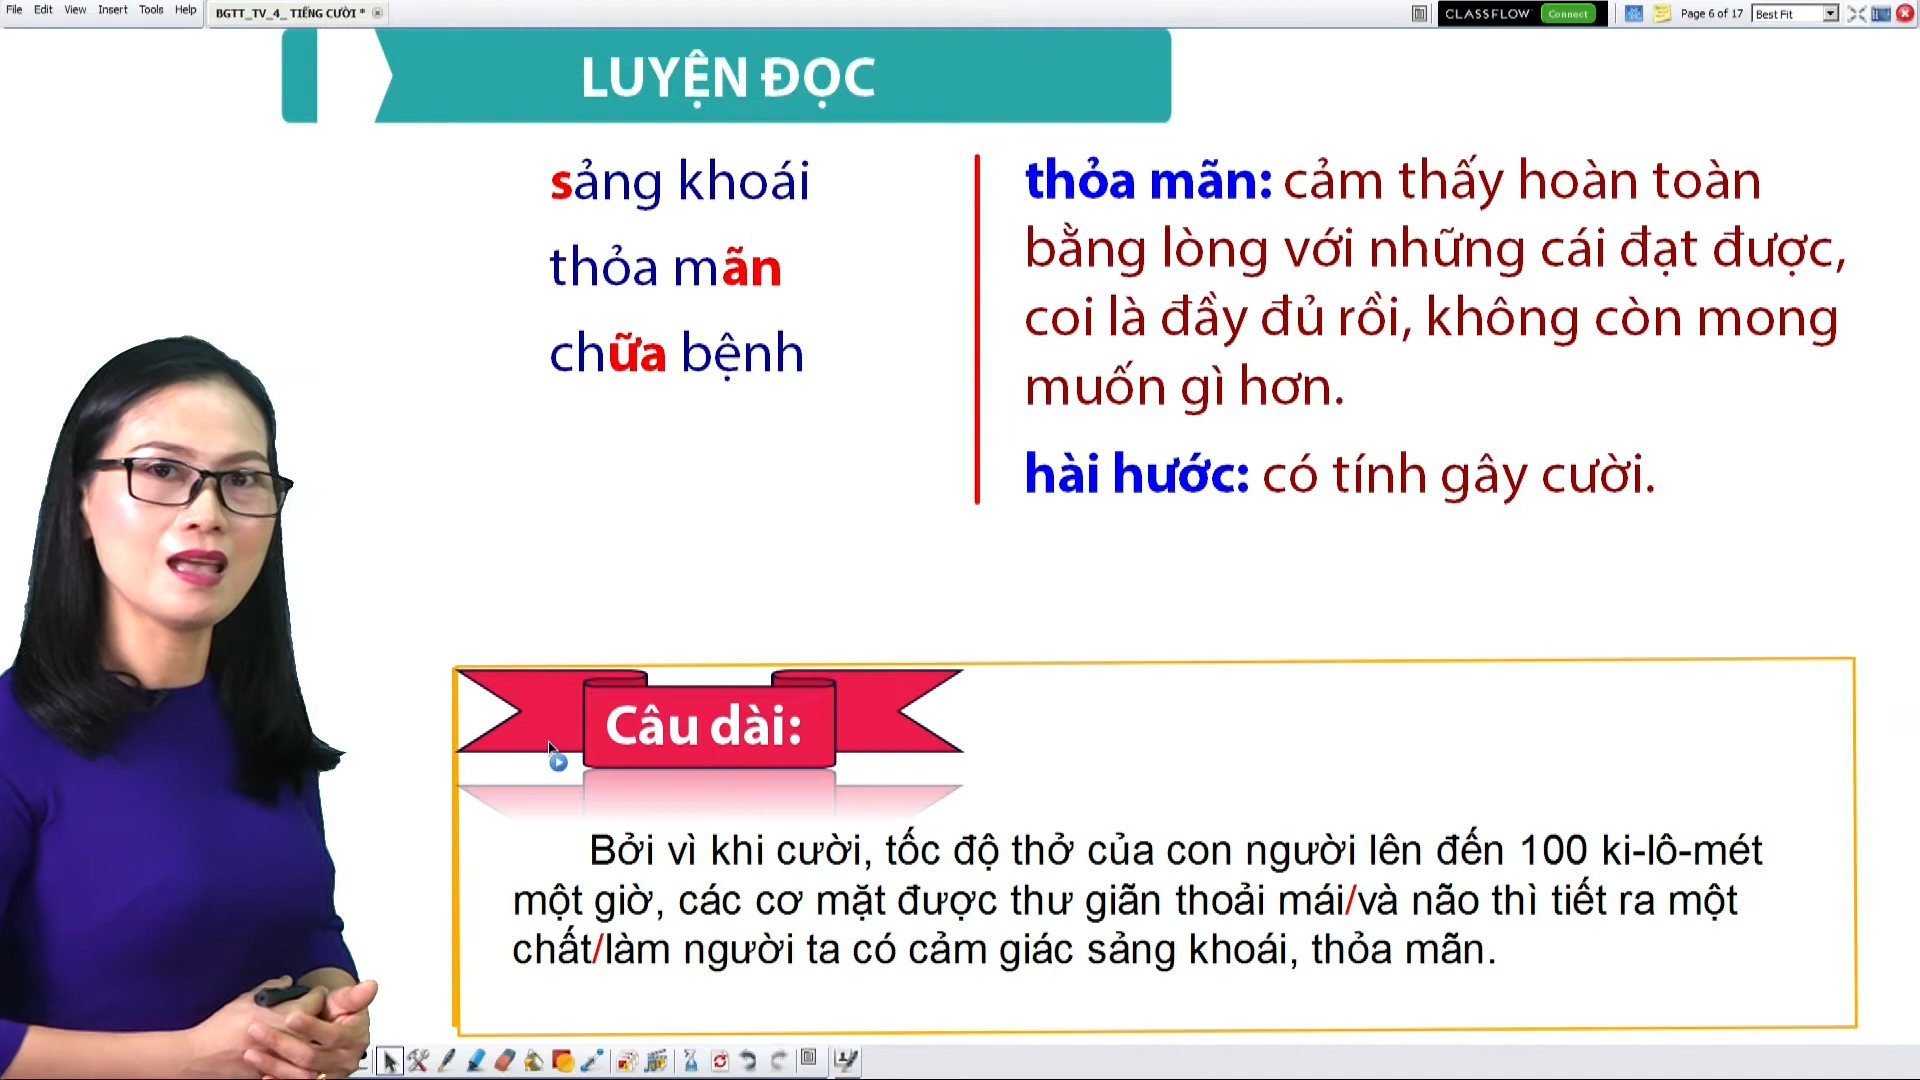 File Edit View Insert Tools Help
BGTT_TV_4_ TIẾNG CƯỜI *
CLASSFLOW Connect
Page 6 of 17 Best Fit
LUYỆN ĐỌC
sảng khoái
thỏa mãn
chữa bệnh
thỏa mãn: cảm thấy hoàn toàn
bằng lòng với những cái đạt được,
coi là đầy đủ rồi, không còn mong
muốn gì hơn.
hài hước: có tính gây cười.
Câu dài:
Bởi vì khi cười, tốc độ thở của con người lên đến 100 ki-lô-mét
một giờ, các cơ mặt được thư giãn thoải mái/và não thì tiết ra một
chất/làm người ta có cảm giác sảng khoái, thỏa mãn.